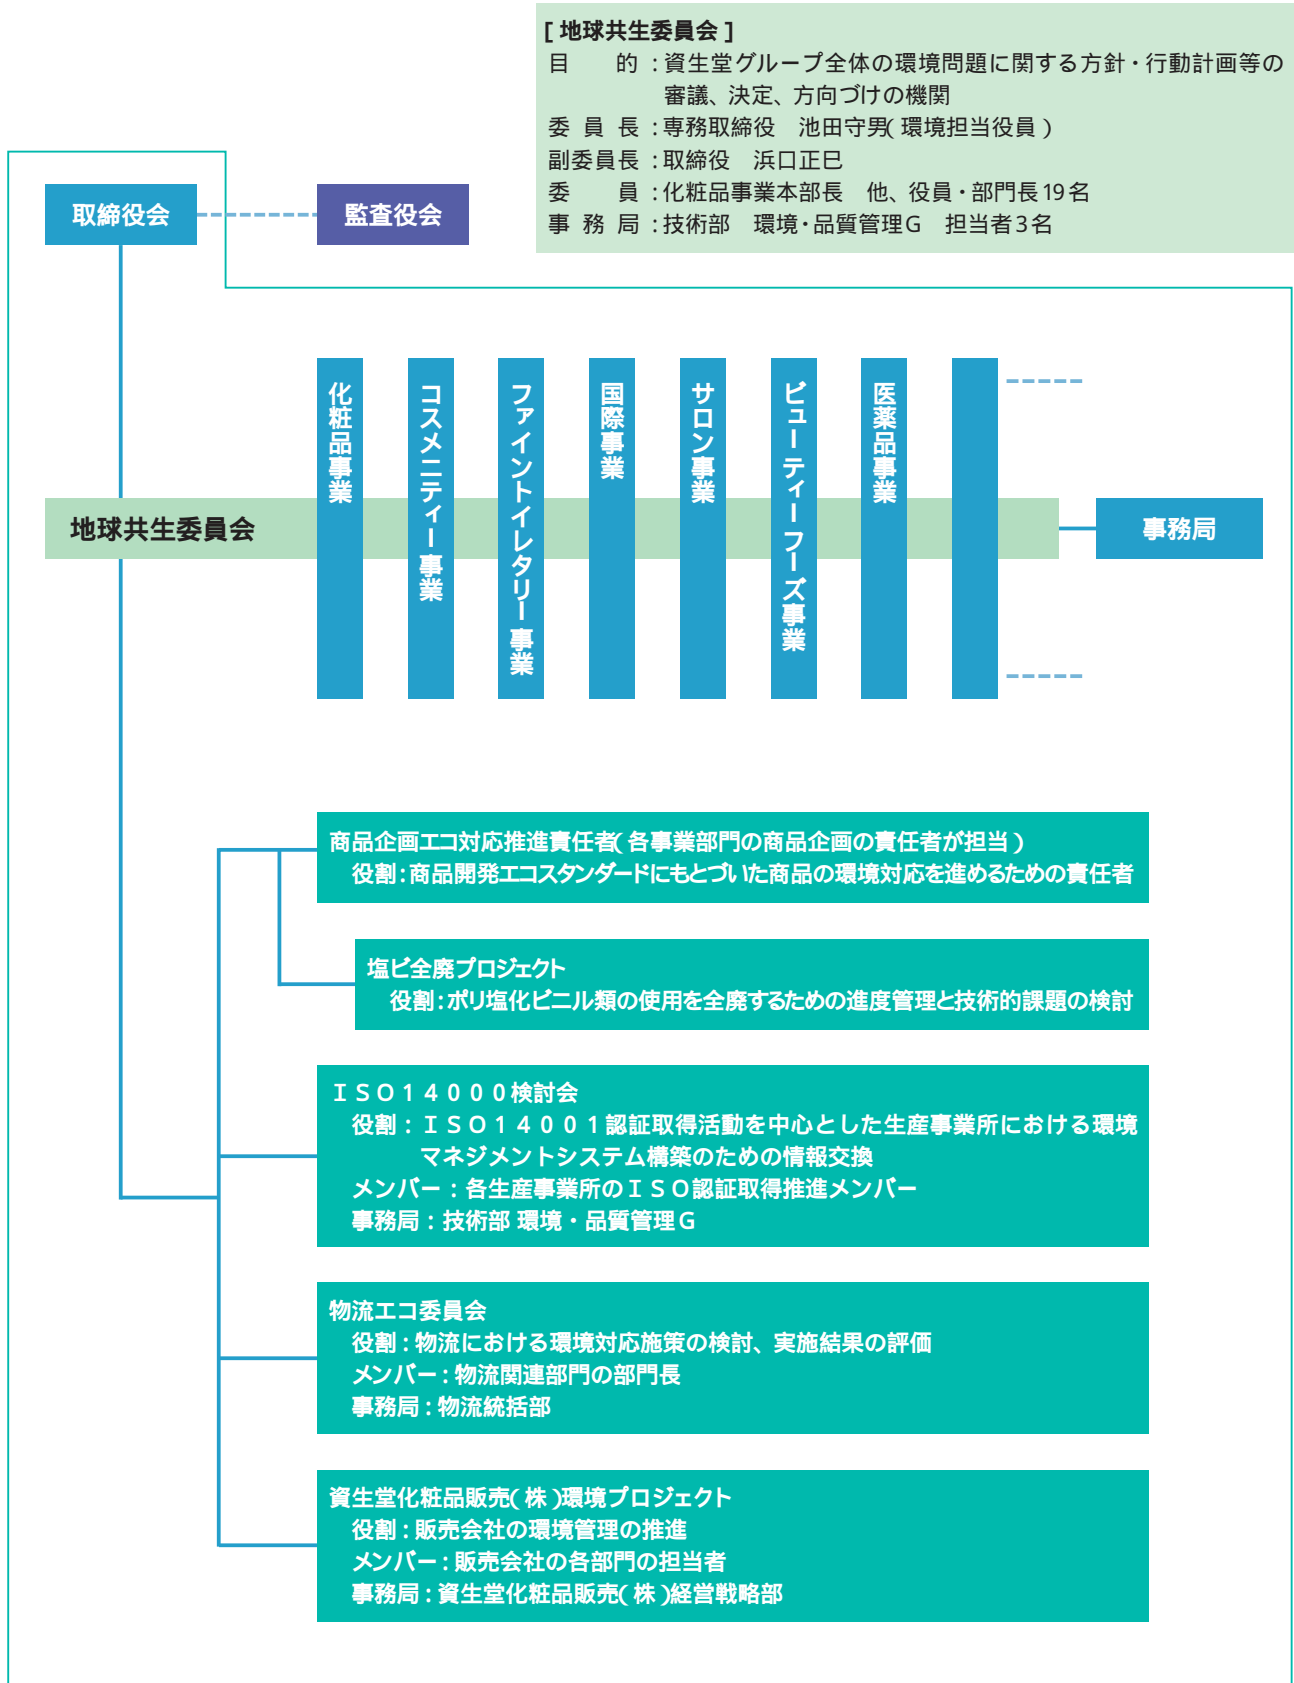 [ 地球共生委員会 ]
目　的 : 資生堂グループ全体の環境問題に関する方針・行動計画等の
審議、決定、方向づけの機関
委員長 : 専務取締役　池田守男(環境担当役員)
副委員長 : 取締役　浜口正巳
委　員 : 化粧品事業本部長　他、役員・部門長19名
事務局 : 技術部　環境・品質管理G　担当者3名
取締役会
監査役会
化粧品事業
コスメニティー事業
ファイントイレタリー事業
国際事業
サロン事業
ビューティーフーズ事業
医薬品事業
地球共生委員会
事務局
商品企画エコ対応推進責任者(各事業部門の商品企画の責任者が担当)
役割 : 商品開発エコスタンダードにもとづいた商品の環境対応を進めるための責任者
塩ビ全廃プロジェクト
役割 : ポリ塩化ビニル類の使用を全廃するための進度管理と技術的課題の検討
ＩＳＯ１４０００検討会
役割：ＩＳＯ１４００１認証取得活動を中心とした生産事業所における環境
マネジメントシステム構築のための情報交換
メンバー：各生産事業所のＩＳＯ認証取得推進メンバー
事務局：技術部 環境・品質管理Ｇ
物流エコ委員会
役割 : 物流における環境対応施策の検討、実施結果の評価
メンバー : 物流関連部門の部門長
事務局 : 物流統括部
資生堂化粧品販売(株)環境プロジェクト
役割 : 販売会社の環境管理の推進
メンバー : 販売会社の各部門の担当者
事務局 : 資生堂化粧品販売(株)経営戦略部